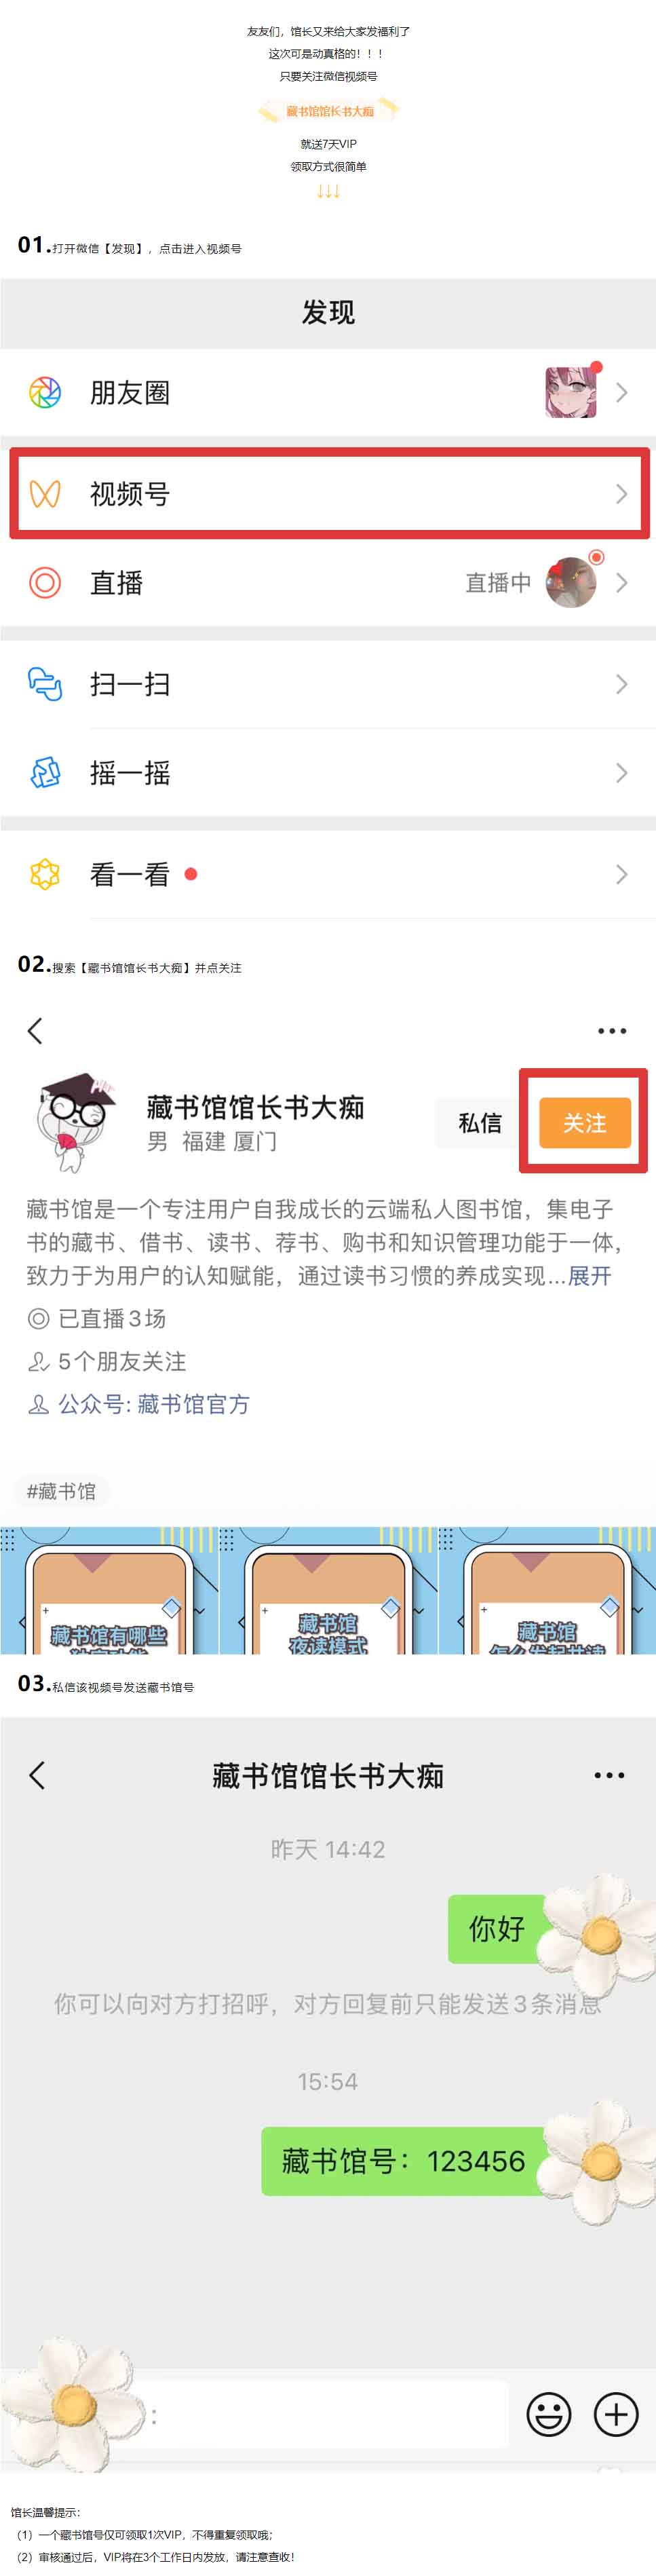 友友们，馆长又来给大家发福利了
这次可是动真格的！！！
只要关注微信视频号
藏书馆馆长书大痴
就送7天VIP
领取方式很简单
↓↓↓
01.打开微信【发现】，点击进入视频号
发现
朋友圈
视频号
直播 直播中
扫一扫
摇一摇
看一看
02.搜索【藏书馆馆长书大痴】并点关注
藏书馆馆长书大痴 私信 关注
男 福建 厦门
藏书馆是一个专注用户自我成长的云端私人图书馆，集电子
书的藏书、借书、读书、荐书、购书和知识管理功能于一体，
致力于为用户的认知赋能，通过读书习惯的养成实现...展开
已直播3场
5个朋友关注
公众号: 藏书馆官方
#藏书馆
藏书馆有哪些
藏书馆
夜读模式
藏书馆
怎么发起共读
03.私信该视频号发送藏书馆号
藏书馆馆长书大痴
昨天 14:42
你好
你可以向对方打招呼，对方回复前只能发送3条消息
15:54
藏书馆号：123456
:
馆长温馨提示：
（1）一个藏书馆号仅可领取1次VIP，不得重复领取哦；
（2）审核通过后，VIP将在3个工作日内发放，请注意查收！